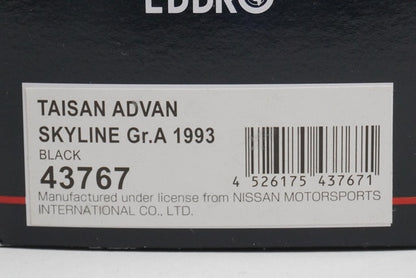 EBBRO
TAISAN ADVAN
SKYLINE Gr.A 1993
BLACK
43767
4 526175 437671
Manufactured under license from NISSAN MOTORSPORTS
INTERNATIONAL CO., LTD.